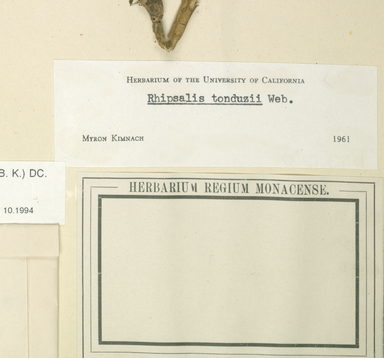 HERBARIUM OF THE UNIVERSITY OF CALIFORNIA
Rhipsalis tonduzii Web.
MYRON KIMNACH 1961
B. K.) DC.
10.1994
HERBARIUM REGIUM MONACENSE.